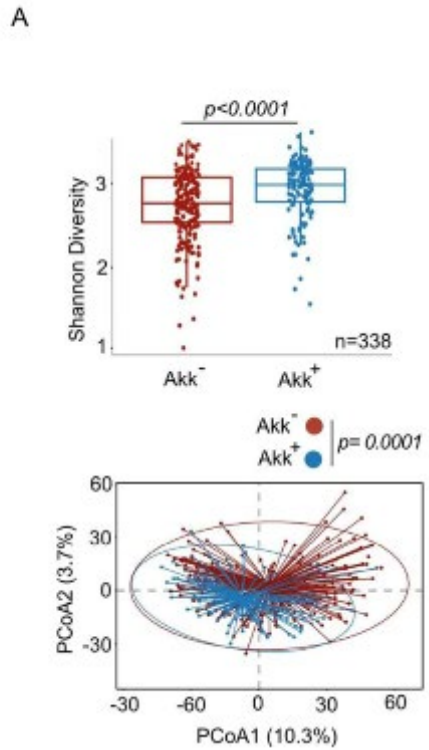 A
p<0.0001
Shannon Diversity
3
2
1
n=338
Akk-
Akk+
Akk-
Akk+
p= 0.0001
PCoA2 (3.7%)
60
30
0
-30
-30 -60 0 30 60
PCoA1 (10.3%)